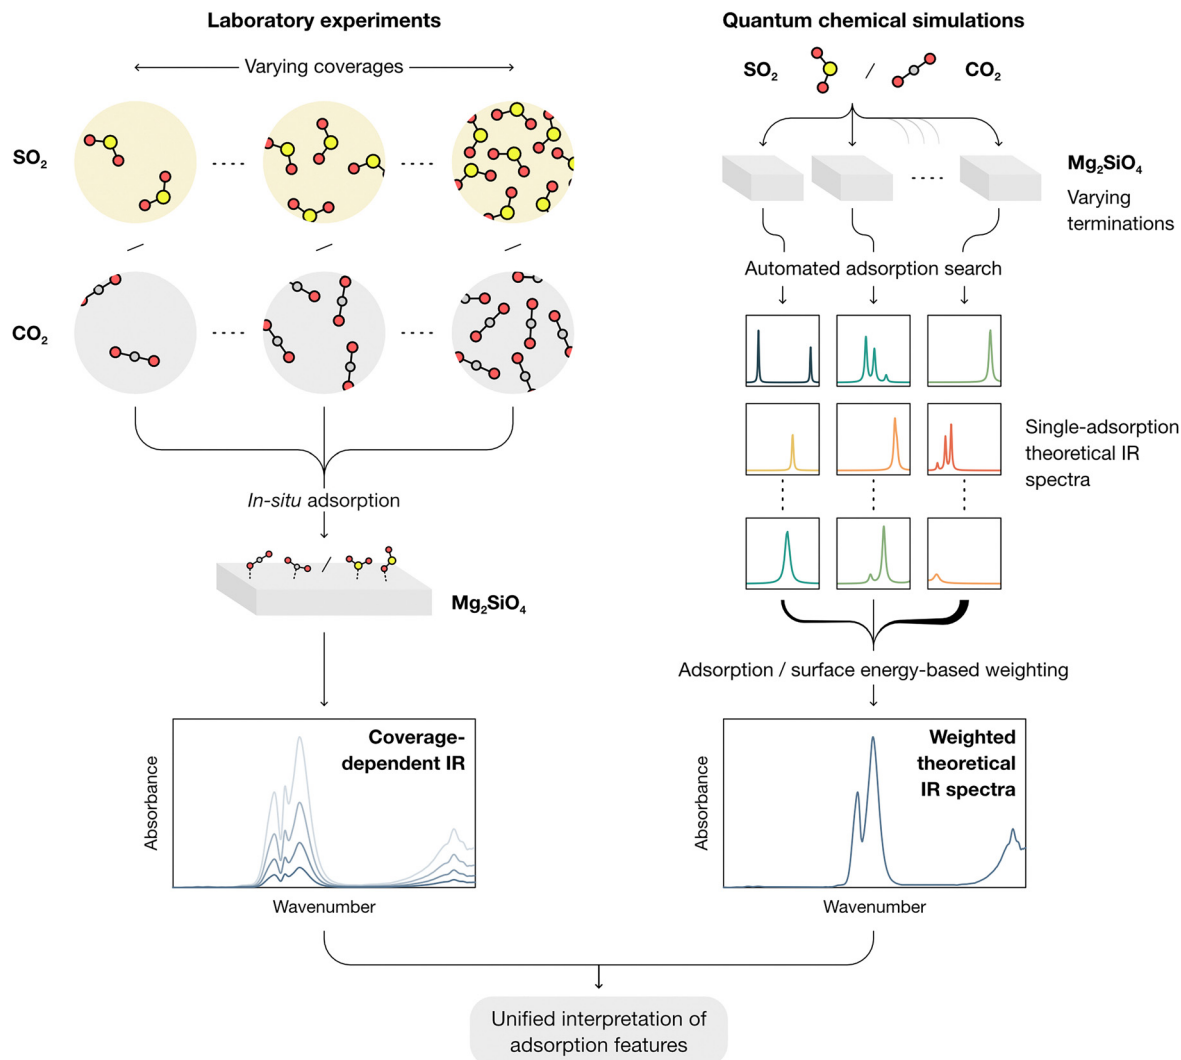 Laboratory experiments
Varying coverages
SO₂
/
CO₂
In-situ adsorption
/
Mg₂SiO₄
Coverage-
dependent IR
Absorbance
Wavenumber
Quantum chemical simulations
SO₂ / CO₂
Mg₂SiO₄
Varying
terminations
Automated adsorption search
Single-adsorption
theoretical IR
spectra
Adsorption / surface energy-based weighting
Weighted
theoretical
IR spectra
Absorbance
Wavenumber
Unified interpretation of
adsorption features